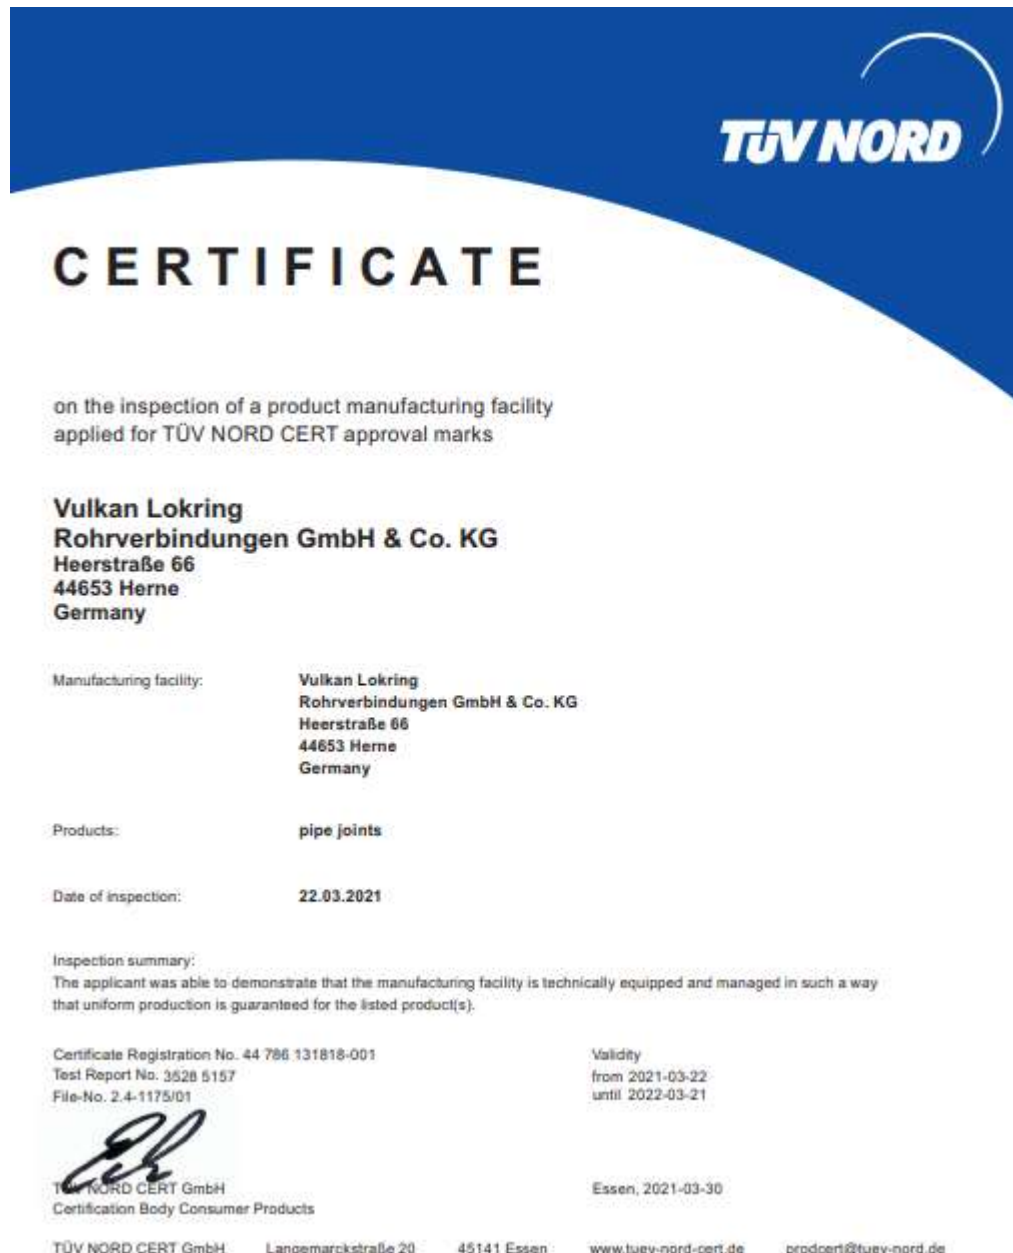 TÜV NORD
CERTIFICATE
on the inspection of a product manufacturing facility
applied for TÜV NORD CERT approval marks
Vulkan Lokring
Rohrverbindungen GmbH & Co. KG
Heerstraße 66
44653 Herne
Germany
Manufacturing facility: Vulkan Lokring
Rohrverbindungen GmbH & Co. KG
Heerstraße 66
44653 Herne
Germany
Products: pipe joints
Date of inspection: 22.03.2021
Inspection summary:
The applicant was able to demonstrate that the manufacturing facility is technically equipped and managed in such a way
that uniform production is guaranteed for the listed product(s).
Certificate Registration No. 44 786 131818-001
Test Report No. 3528 5157
File-No. 2.4-1175/01
Validity
from 2021-03-22
until 2022-03-21
TÜV NORD CERT GmbH
Certification Body Consumer Products
Essen, 2021-03-30
TÜV NORD CERT GmbH Langemarckstraße 20 45141 Essen www.tuev-nord-cert.de prodcert@tuev-nord.de